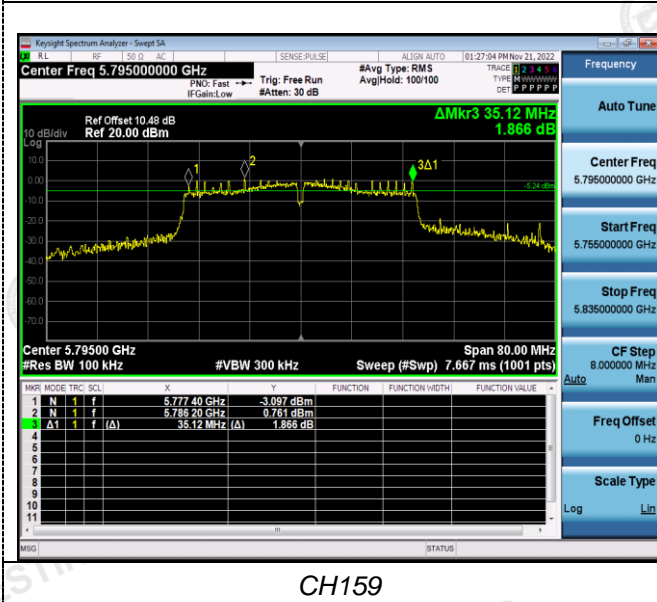 Keysight Spectrum Analyzer - Swept SA
RL RF 50 Ω AC SENSE:PULSE ALIGN AUTO 01:27:04 PM Nov 21, 2022
Center Freq 5.795000000 GHz #Avg Type: RMS TRACE 1 2 3 4 5 6
PNO: Fast Trig: Free Run Avg|Hold: 100/100 TYPE M
IFGain:Low #Atten: 30 dB DET P P P P P P
Frequency
Auto Tune
Center Freq
5.795000000 GHz
Start Freq
5.755000000 GHz
Stop Freq
5.835000000 GHz
CF Step
8.000000 MHz
Auto Man
Freq Offset
0 Hz
Scale Type
Log Lin
Ref Offset 10.48 dB ΔMkr3 35.12 MHz
10 dB/div Ref 20.00 dBm 1.866 dB
Log
10.0
0.00
-10.0
-20.0
-30.0
-40.0
-50.0
-60.0
-70.0
1
2
3Δ1
-5.24 dBm
Center 5.79500 GHz Span 80.00 MHz
#Res BW 100 kHz #VBW 300 kHz Sweep (#Swp) 7.667 ms (1001 pts)
MKR MODE TRC SCL X Y FUNCTION FUNCTION WIDTH FUNCTION VALUE
1 N 1 f 5.777 40 GHz -3.097 dBm
2 N 1 f 5.786 20 GHz 0.761 dBm
3 Δ1 1 f (Δ) 35.12 MHz (Δ) 1.866 dB
4
5
6
7
8
9
10
11
MSG STATUS
CH159